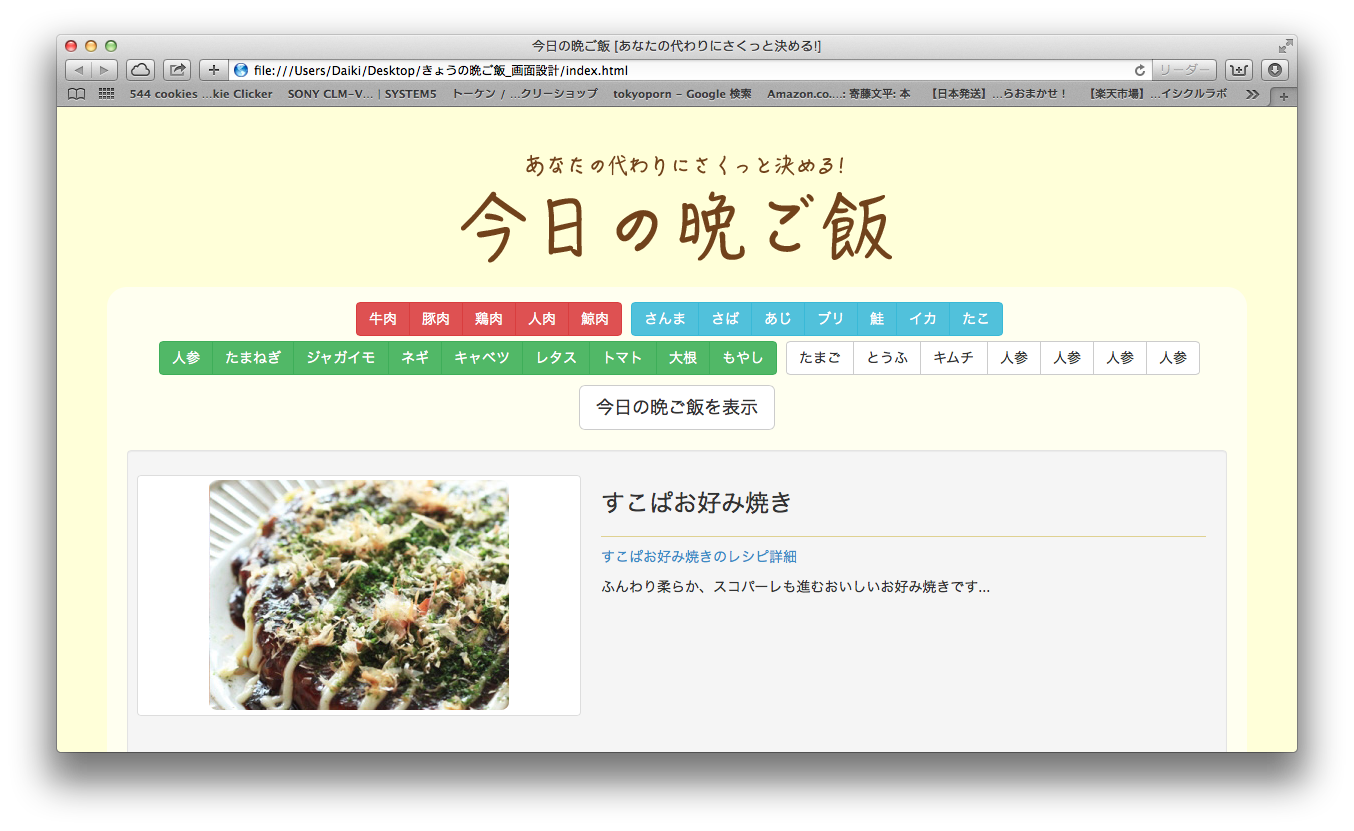 今日の晩ご飯 [あなたの代わりにさくっと決める!]
file:///Users/Daiki/Desktop/きょうの晩ご飯_画面設計/index.html リーダー
544 cookies ...kie Clicker SONY CLM-V... | SYSTEM5 トーケン / ...クリーショップ tokyoporn - Google 検索 Amazon.co....: 寄藤文平: 本 【日本発送】...らおまかせ! 【楽天市場】...イシクルラボ
あなたの代わりにさくっと決める!
今日の晩ご飯
牛肉 豚肉 鶏肉 人肉 鯨肉 さんま さば あじ ブリ 鮭 イカ たこ
人参 たまねぎ ジャガイモ ネギ キャベツ レタス トマト 大根 もやし たまご とうふ キムチ 人参 人参 人参 人参
今日の晩ご飯を表示
すこぱお好み焼き
すこぱお好み焼きのレシピ詳細
ふんわり柔らか、スコパーレも進むおいしいお好み焼きです...